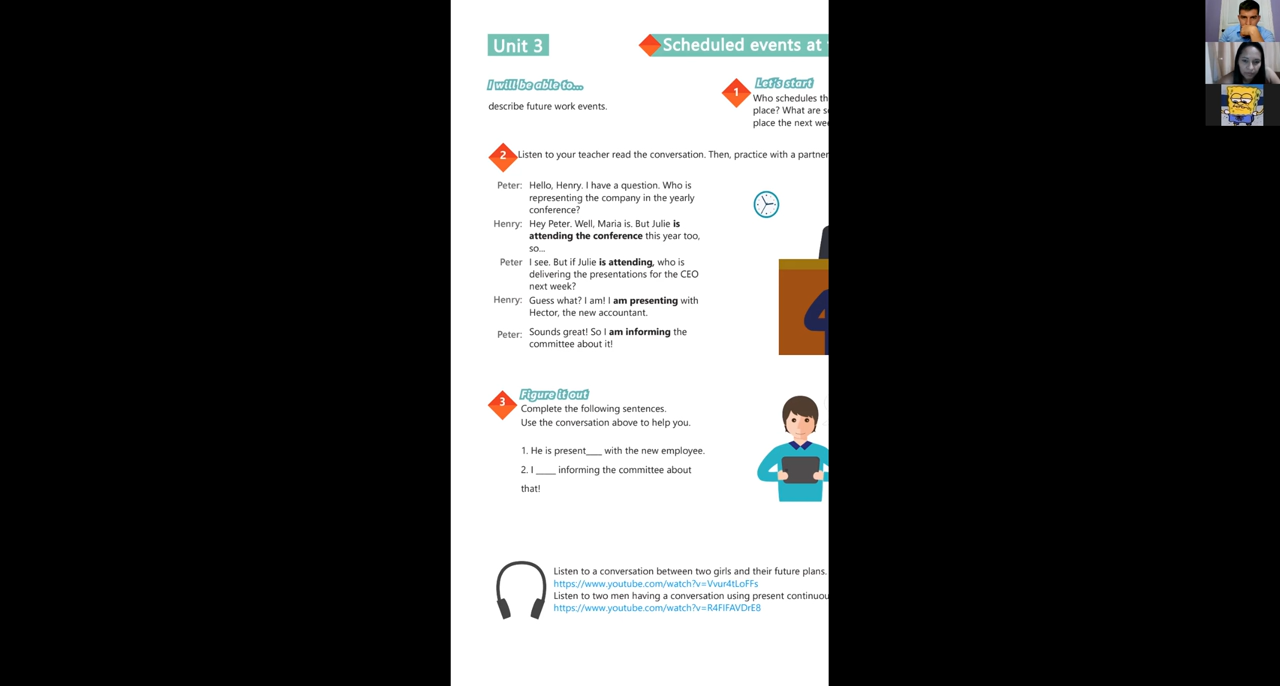 Unit 3
Scheduled events at
I will be able to...
describe future work events.
1
Let's start
Who schedules
place? What are
place the next
2
Listen to your teacher read the conversation. Then, practice with a partner
Peter: Hello, Henry. I have a question. Who is
representing the company in the yearly
conference?
Henry: Hey Peter. Well, Maria is. But Julie is
attending the conference this year too,
so...
Peter I see. But if Julie is attending, who is
delivering the presentations for the CEO
next week?
Henry: Guess what? I am! I am presenting with
Hector, the new accountant.
Peter: Sounds great! So I am informing the
committee about it!
3
Figure it out
Complete the following sentences.
Use the conversation above to help you.
1. He is present___ with the new employee.
2. I ____ informing the committee about
that!
Listen to a conversation between two girls and their future plans.
https://www.youtube.com/watch?v=Vvur4tLoFFs
Listen to two men having a conversation using present
https://www.youtube.com/watch?v=R4FlFAVDrE8